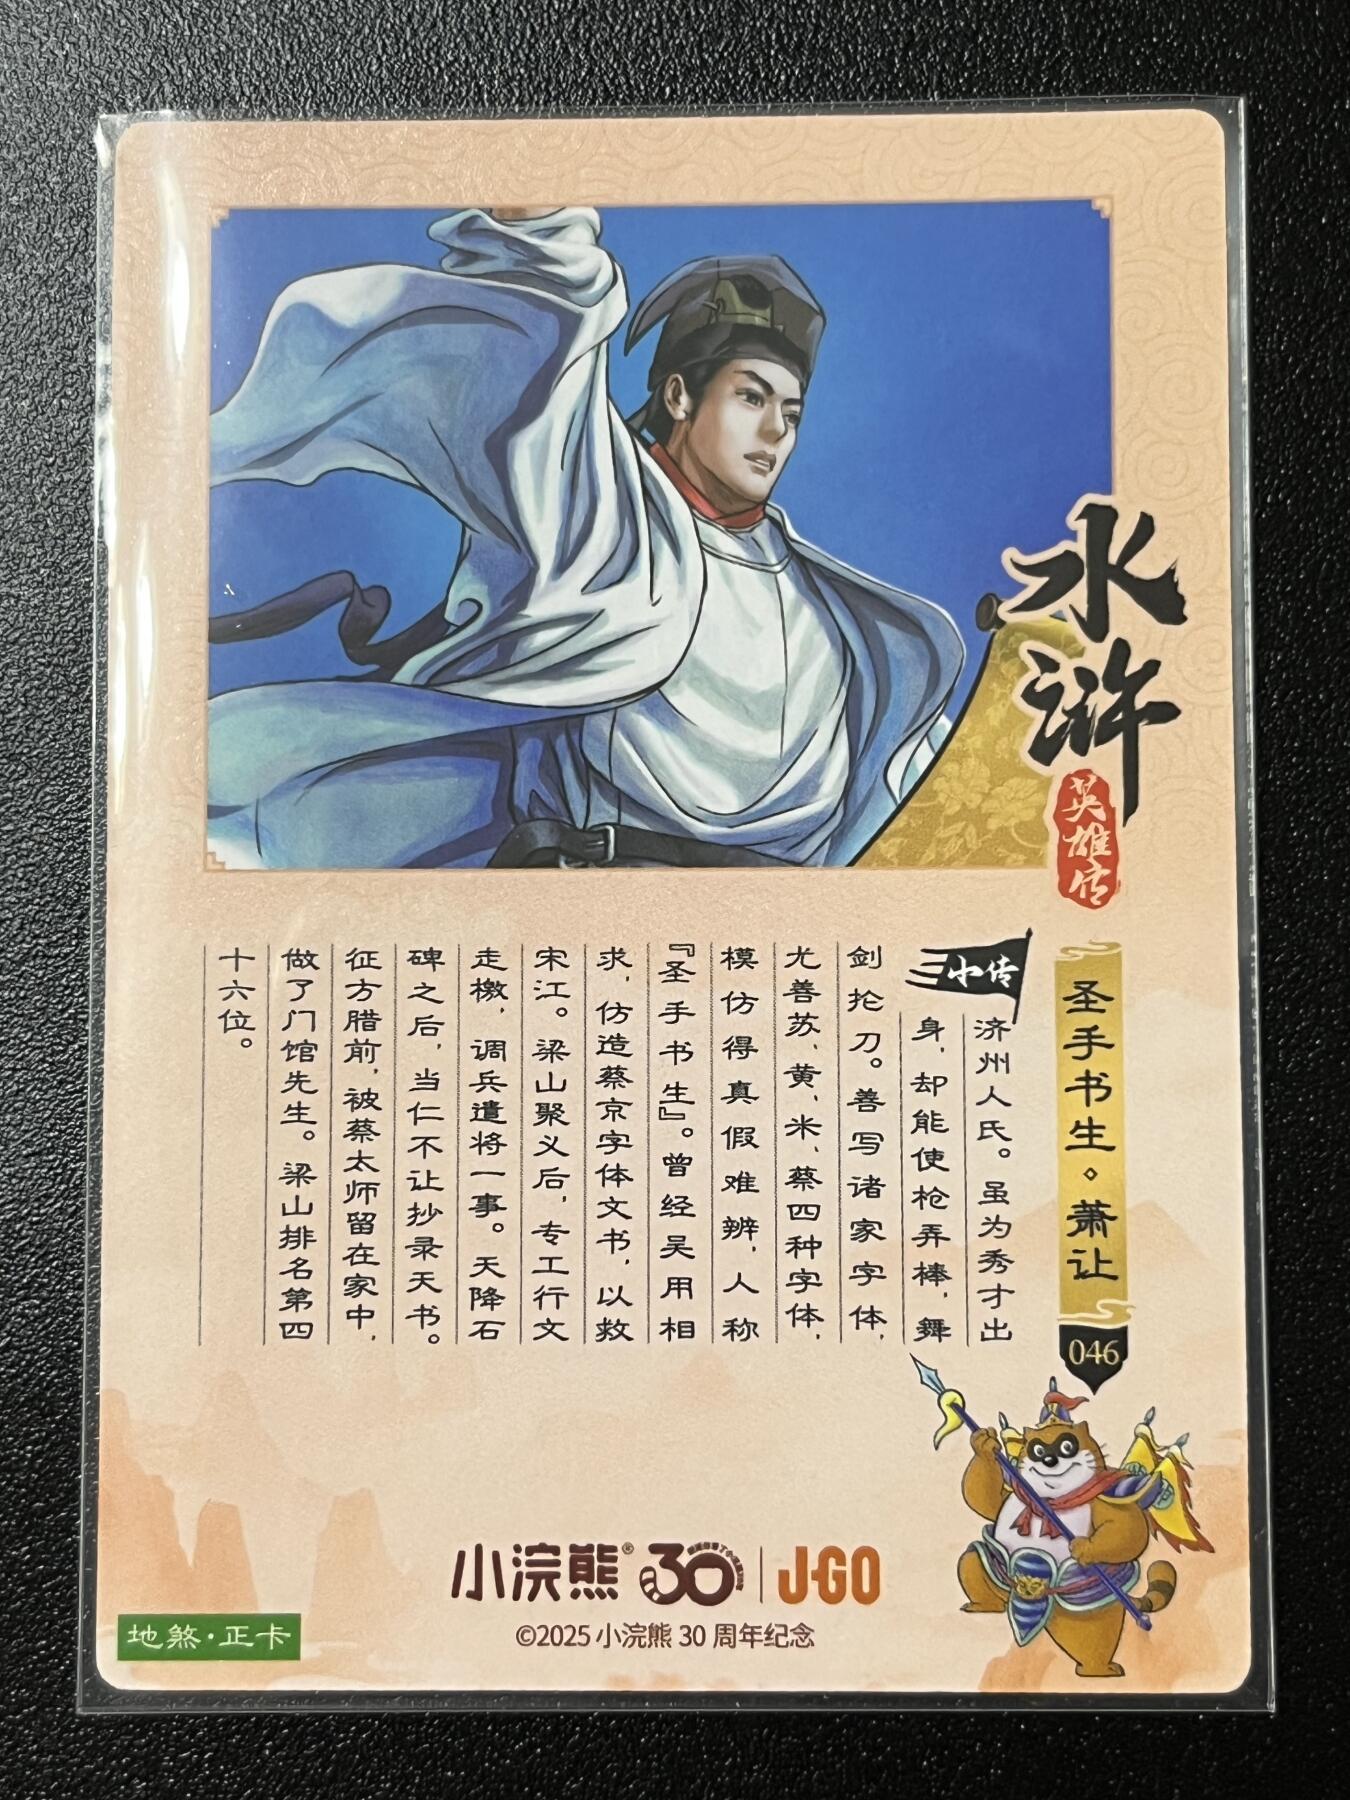 水浒
英雄传
圣手书生。萧让
046
小传
济州人氏。虽为秀才出
身，却能使枪弄棒，舞
剑抡刀。善写诸家字体，
尤善苏、黄、米、蔡四种字体，
模仿得真假难辨，人称
『圣手书生』。曾经吴用相
求，仿造蔡京字体文书，以救
宋江。梁山聚义后，专工行文
走檄，调兵遣将一事。天降石
碑之后，当仁不让抄录天书。
征方腊前，被蔡太师留在家中，
做了门馆先生。梁山排名第四
十六位。
小浣熊® 30 | J-GO
©2025 小浣熊 30 周年纪念
地煞·正卡